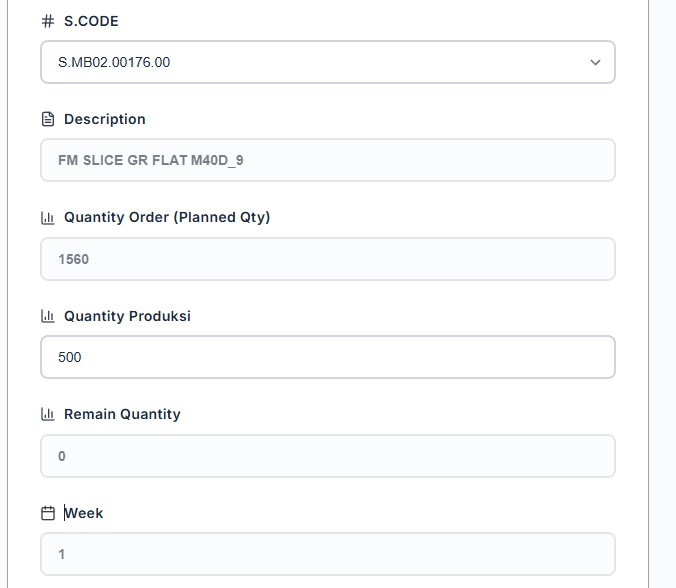 S.CODE
S.MB02.00176.00
Description
FM SLICE GR FLAT M40D_9
Quantity Order (Planned Qty)
1560
Quantity Produksi
500
Remain Quantity
0
Week
1